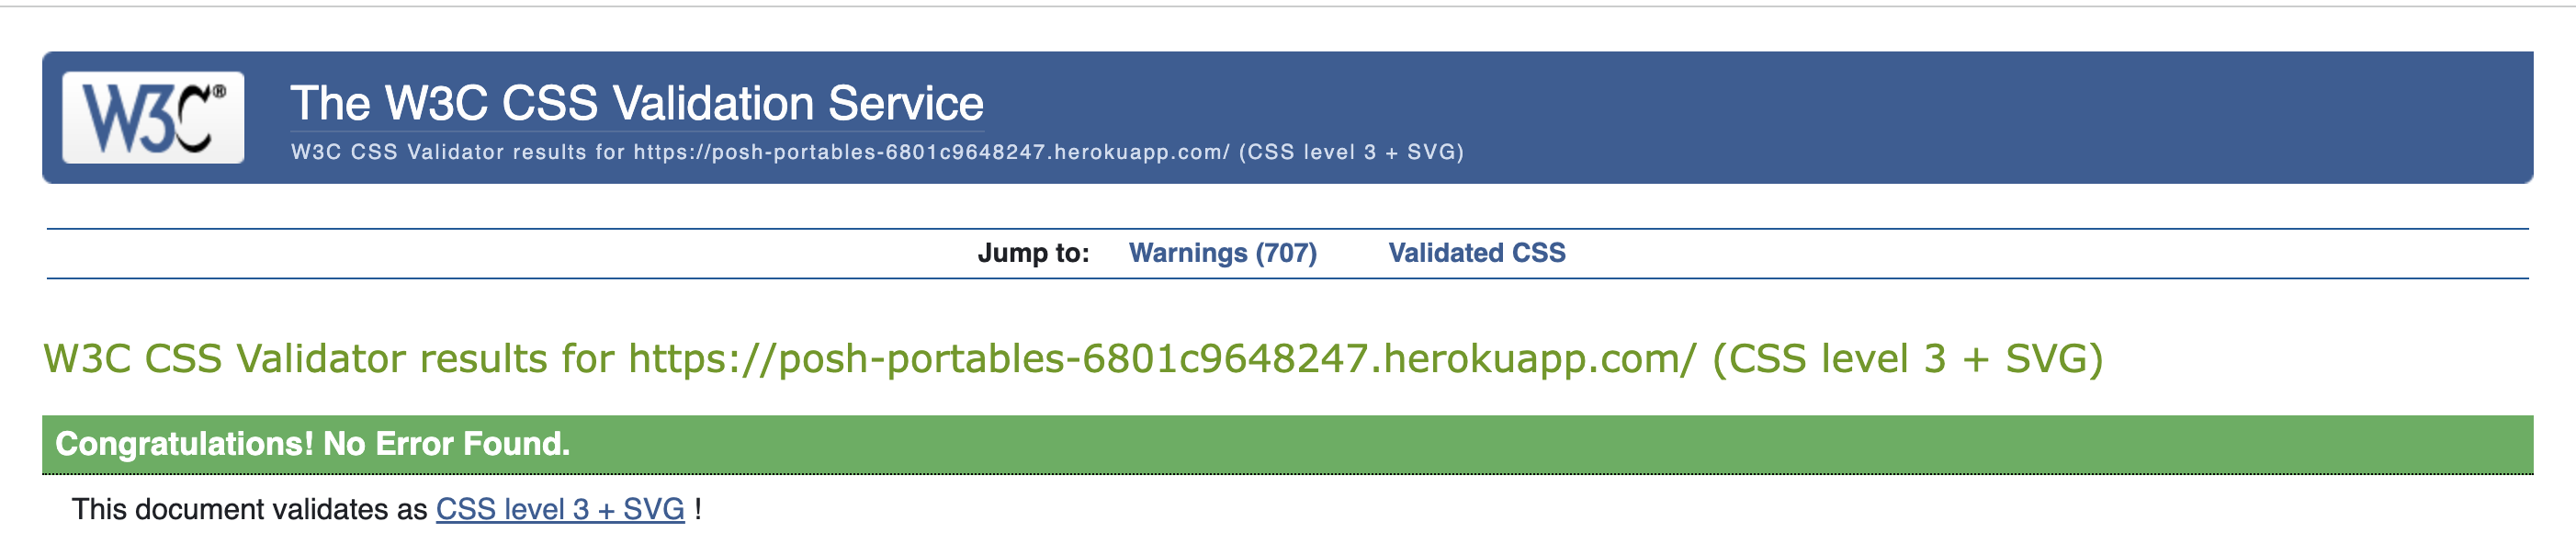 W3C®
The W3C CSS Validation Service
W3C CSS Validator results for https://posh-portables-6801c9648247.herokuapp.com/ (CSS level 3 + SVG)
Jump to: Warnings (707) Validated CSS
W3C CSS Validator results for https://posh-portables-6801c9648247.herokuapp.com/ (CSS level 3 + SVG)
Congratulations! No Error Found.
This document validates as CSS level 3 + SVG !